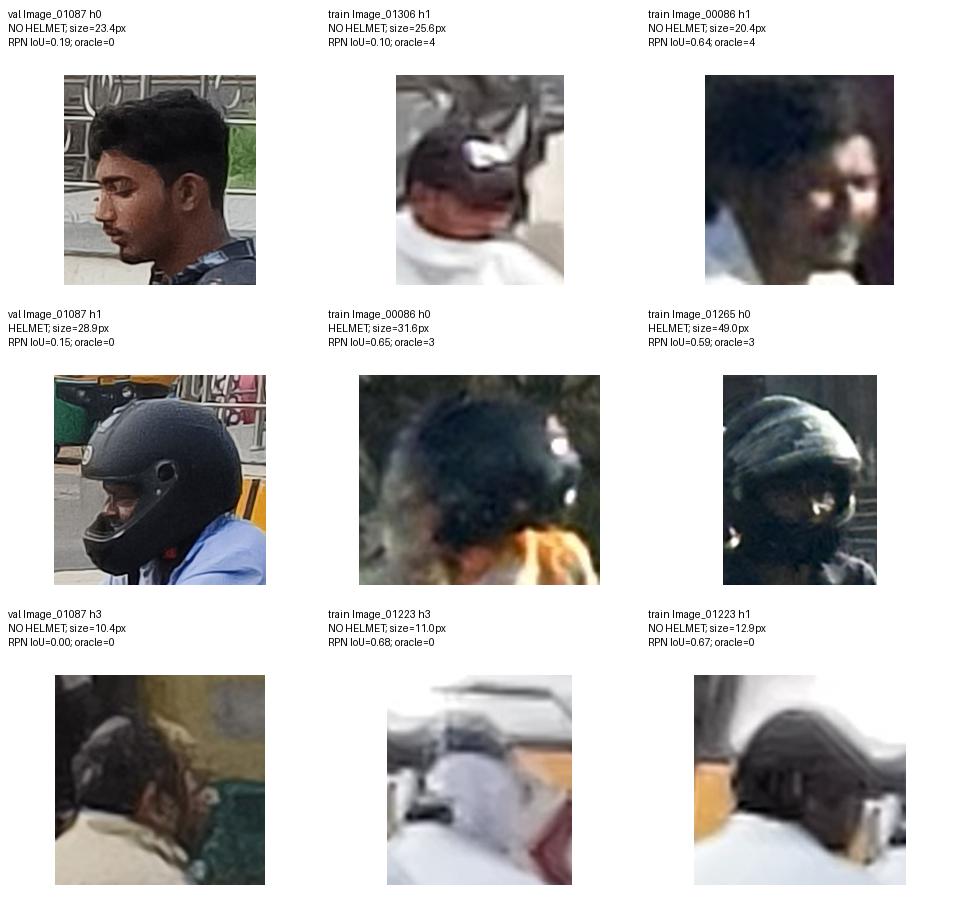 val Image_01087 h0
NO HELMET; size=23.4px
RPN IoU=0.19; oracle=0
train Image_01306 h1
NO HELMET; size=25.6px
RPN IoU=0.10; oracle=4
train Image_00086 h1
NO HELMET; size=20.4px
RPN IoU=0.64; oracle=4
val Image_01087 h1
HELMET; size=28.9px
RPN IoU=0.15; oracle=0
train Image_00086 h0
HELMET; size=31.6px
RPN IoU=0.65; oracle=3
train Image_01265 h0
HELMET; size=49.0px
RPN IoU=0.59; oracle=3
val Image_01087 h3
NO HELMET; size=10.4px
RPN IoU=0.00; oracle=0
train Image_01223 h3
NO HELMET; size=11.0px
RPN IoU=0.68; oracle=0
train Image_01223 h1
NO HELMET; size=12.9px
RPN IoU=0.67; oracle=0